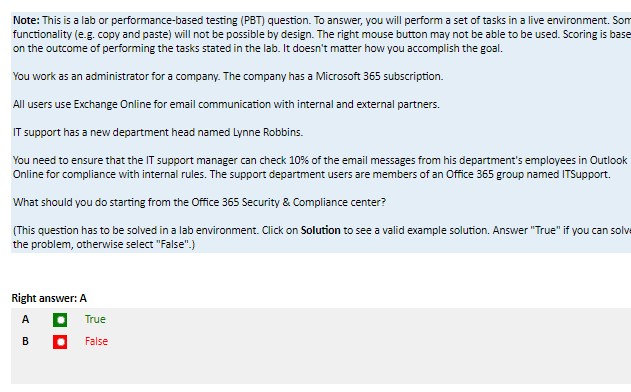 Note: This is a lab or performance-based testing (PBT) question. To answer, you will perform a set of tasks in a live environment. Som
functionality (e.g. copy and paste) will not be possible by design. The right mouse button may not be able to be used. Scoring is base
on the outcome of performing the tasks stated in the lab. It doesn't matter how you accomplish the goal.
You work as an administrator for a company. The company has a Microsoft 365 subscription.
All users use Exchange Online for email communication with internal and external partners.
IT support has a new department head named Lynne Robbins.
You need to ensure that the IT support manager can check 10% of the email messages from his department's employees in Outlook
Online for compliance with internal rules. The support department users are members of an Office 365 group named ITSupport.
What should you do starting from the Office 365 Security & Compliance center?
(This question has to be solved in a lab environment. Click on Solution to see a valid example solution. Answer "True" if you can solve
the problem, otherwise select "False".)
Right answer: A
A True
B False